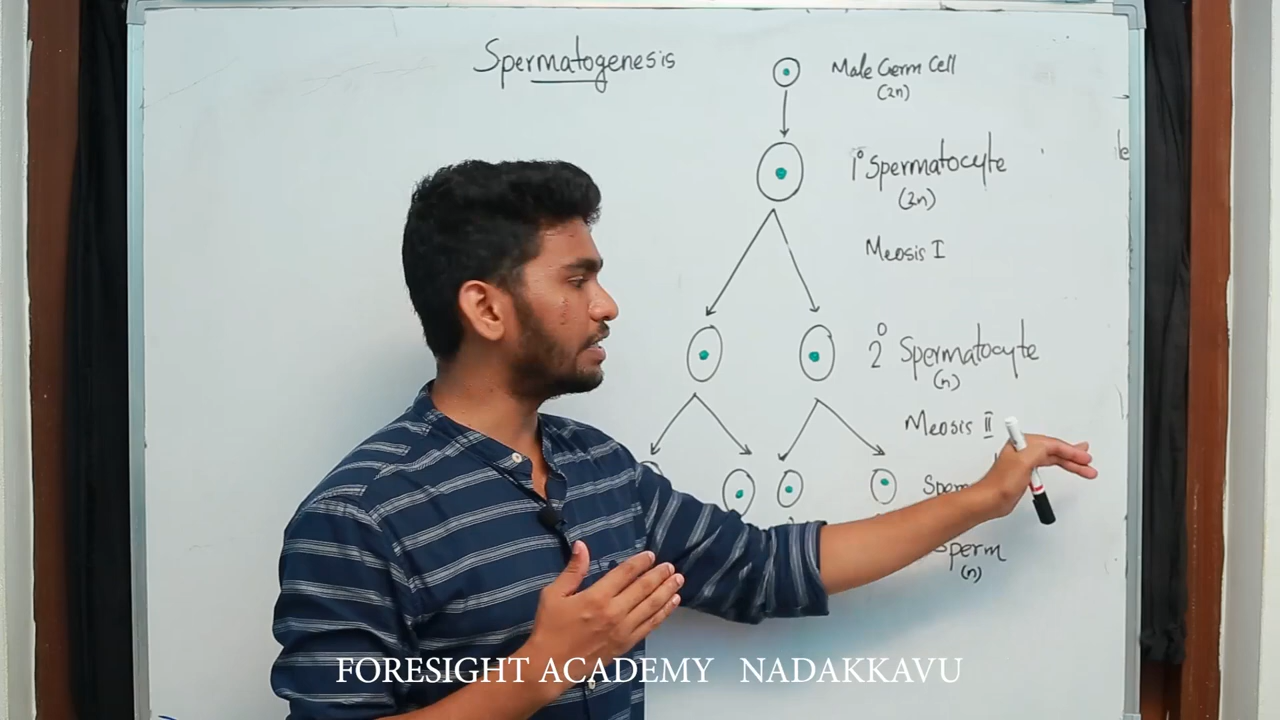 Spermatogenesis
Male Germ Cell
(2n)
1° Spermatocyte
(2n)
Meosis I
2° Spermatocyte
(n)
Meosis II
Sperm
(n)
FORESIGHT ACADEMY NADAKKAVU